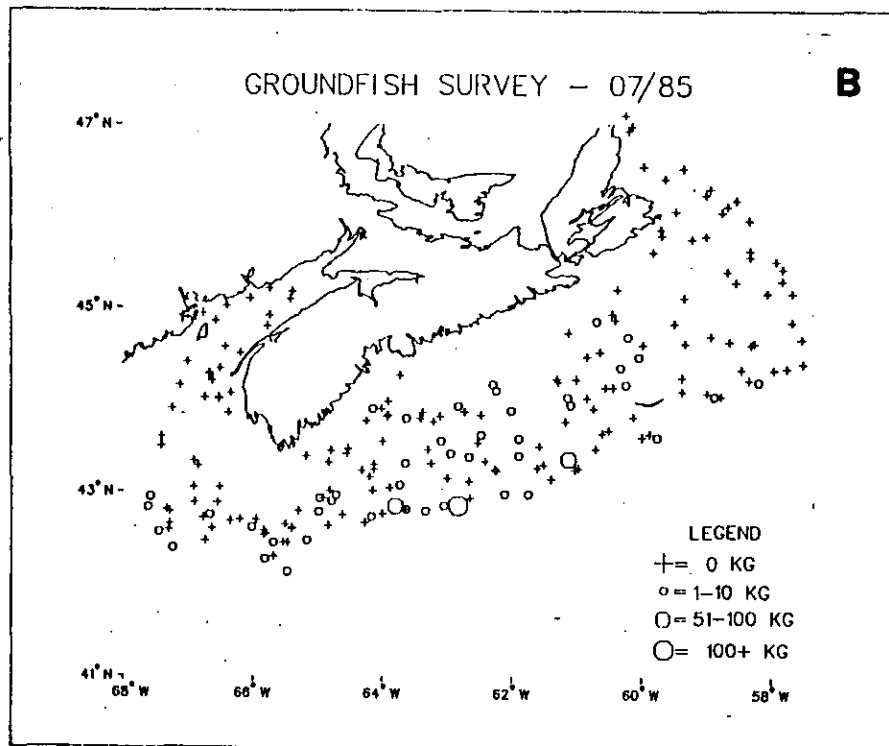 GROUNDFISH SURVEY - 07/85
B
47°N
45°N
43°N
41°N
68°W 66°W 64°W 62°W 60°W 58°W
LEGEND
+= 0 KG
o=1-10 KG
O=51-100 KG
O= 100+ KG